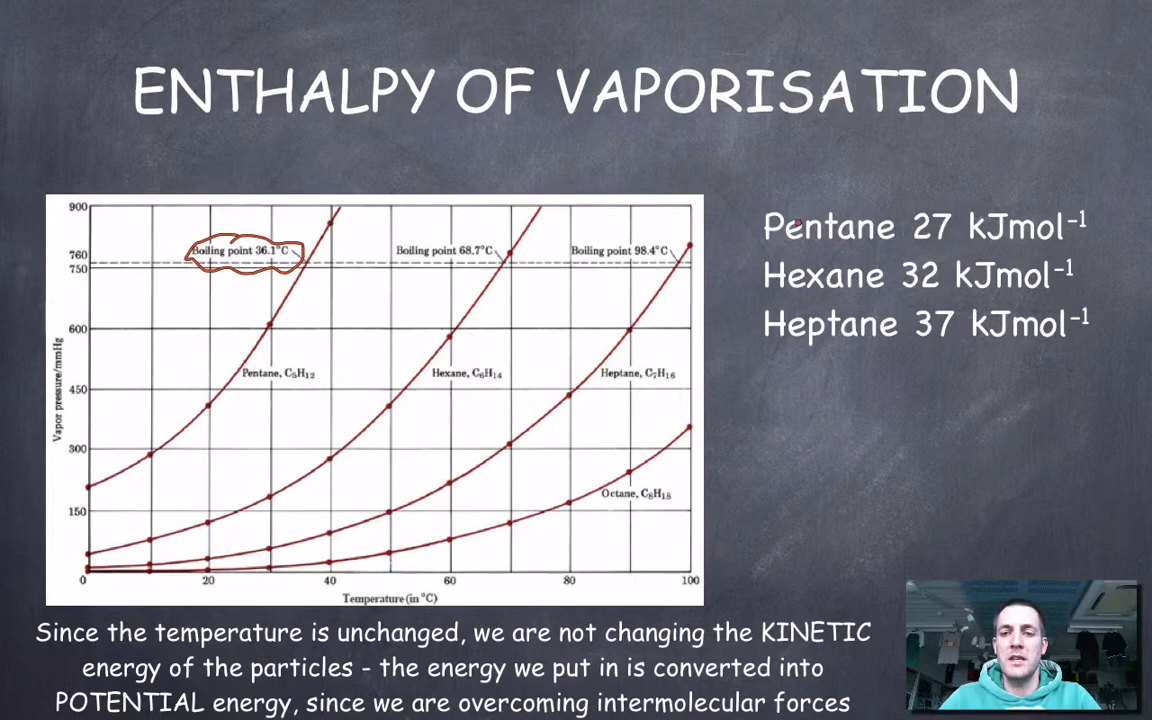 ENTHALPY OF VAPORISATION
900
760
750
600
450
300
150
0
20
40
60
80
100
Vapor pressure/mmHg
Temperature (in °C)
Boiling point 36.1°C
Boiling point 68.7°C
Boiling point 98.4°C
Pentane, C₅H₁₂
Hexane, C₆H₁₄
Heptane, C₇H₁₆
Octane, C₈H₁₈
Pentane 27 kJmol⁻¹
Hexane 32 kJmol⁻¹
Heptane 37 kJmol⁻¹
Since the temperature is unchanged, we are not changing the KINETIC
energy of the particles - the energy we put in is converted into
POTENTIAL energy, since we are overcoming intermolecular forces